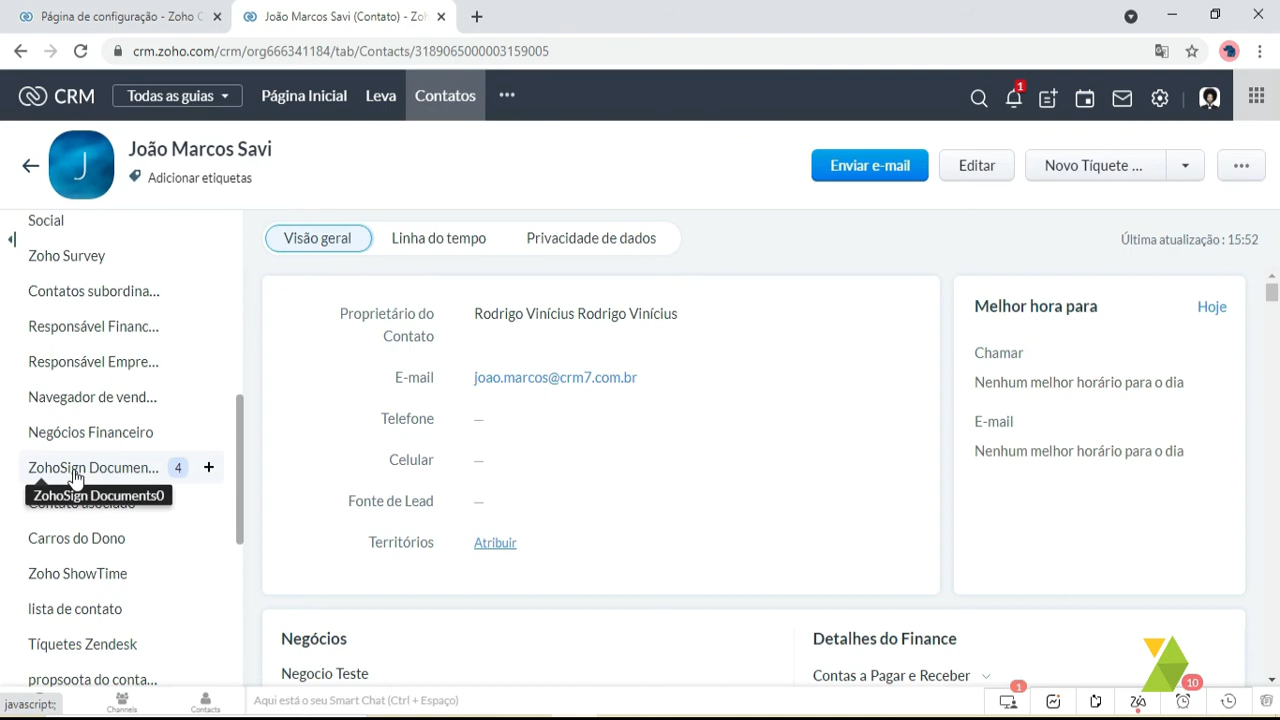 Página de configuração - Zoho C
João Marcos Savi (Contato) - Zoh
crm.zoho.com/crm/org666341184/tab/Contacts/3189065000003159005
CRM
Todas as guias
Página Inicial
Leva
Contatos
1
João Marcos Savi
Adicionar etiquetas
Enviar e-mail
Editar
Novo Tíquete ...
Social
Zoho Survey
Contatos subordina...
Responsável Financ...
Responsável Empre...
Navegador de vend...
Negócios Financeiro
ZohoSign Documen...
4
+
ZohoSign Documents0
Carros do Dono
Zoho ShowTime
lista de contato
Tíquetes Zendesk
propsoota do conta...
Visão geral
Linha do tempo
Privacidade de dados
Última atualização : 15:52
Proprietário do
Contato
Rodrigo Vinícius Rodrigo Vinícius
E-mail
joao.marcos@crm7.com.br
Telefone
—
Celular
—
Fonte de Lead
—
Territórios
Atribuir
Melhor hora para
Hoje
Chamar
Nenhum melhor horário para o dia
E-mail
Nenhum melhor horário para o dia
Negócios
Negocio Teste
Detalhes do Finance
Contas a Pagar e Receber
javascript:;
Channels
Contacts
Aqui está o seu Smart Chat (Ctrl + Espaço)
1
10